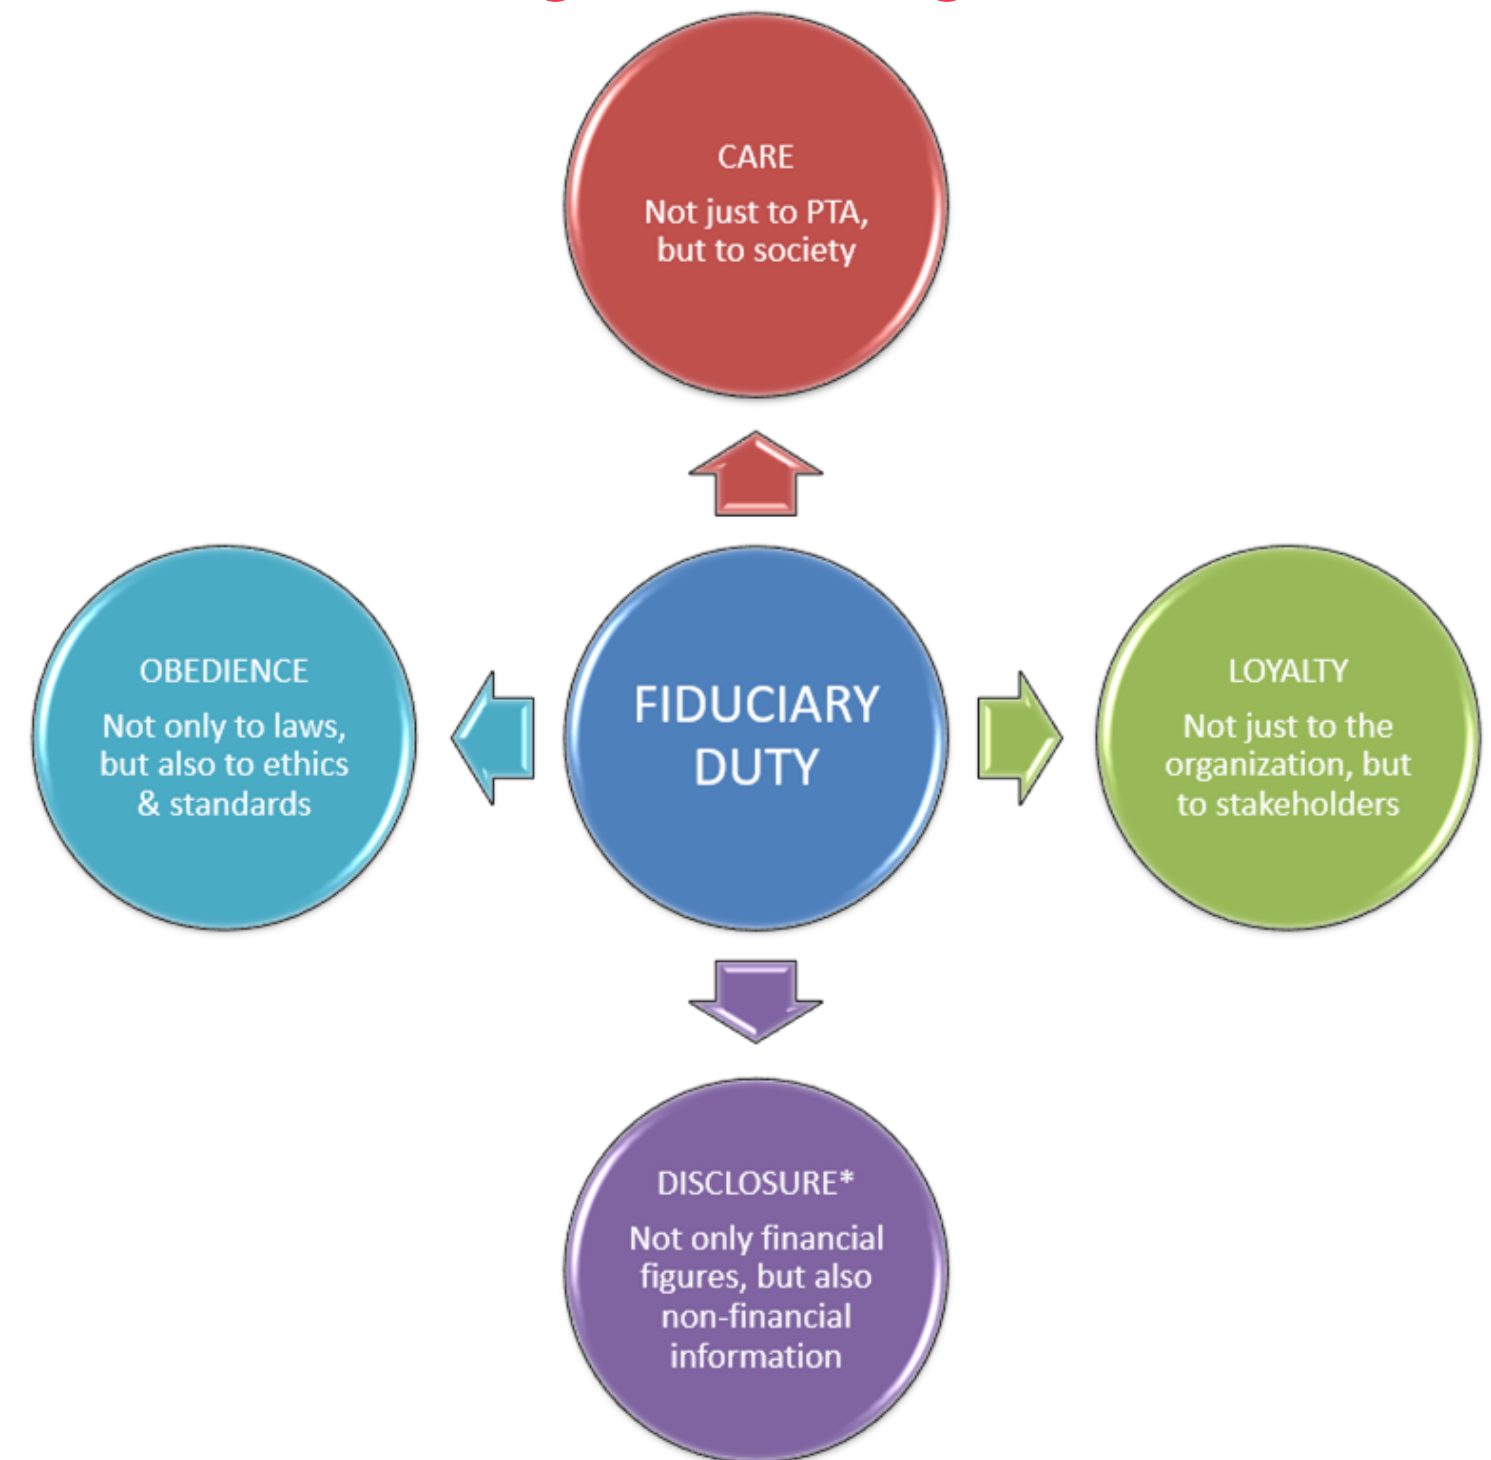 CARE
Not just to PTA,
but to society
OBEDIENCE
Not only to laws,
but also to ethics
& standards
FIDUCIARY
DUTY
LOYALTY
Not just to the
organization, but
to stakeholders
DISCLOSURE*
Not only financial
figures, but also
non-financial
information